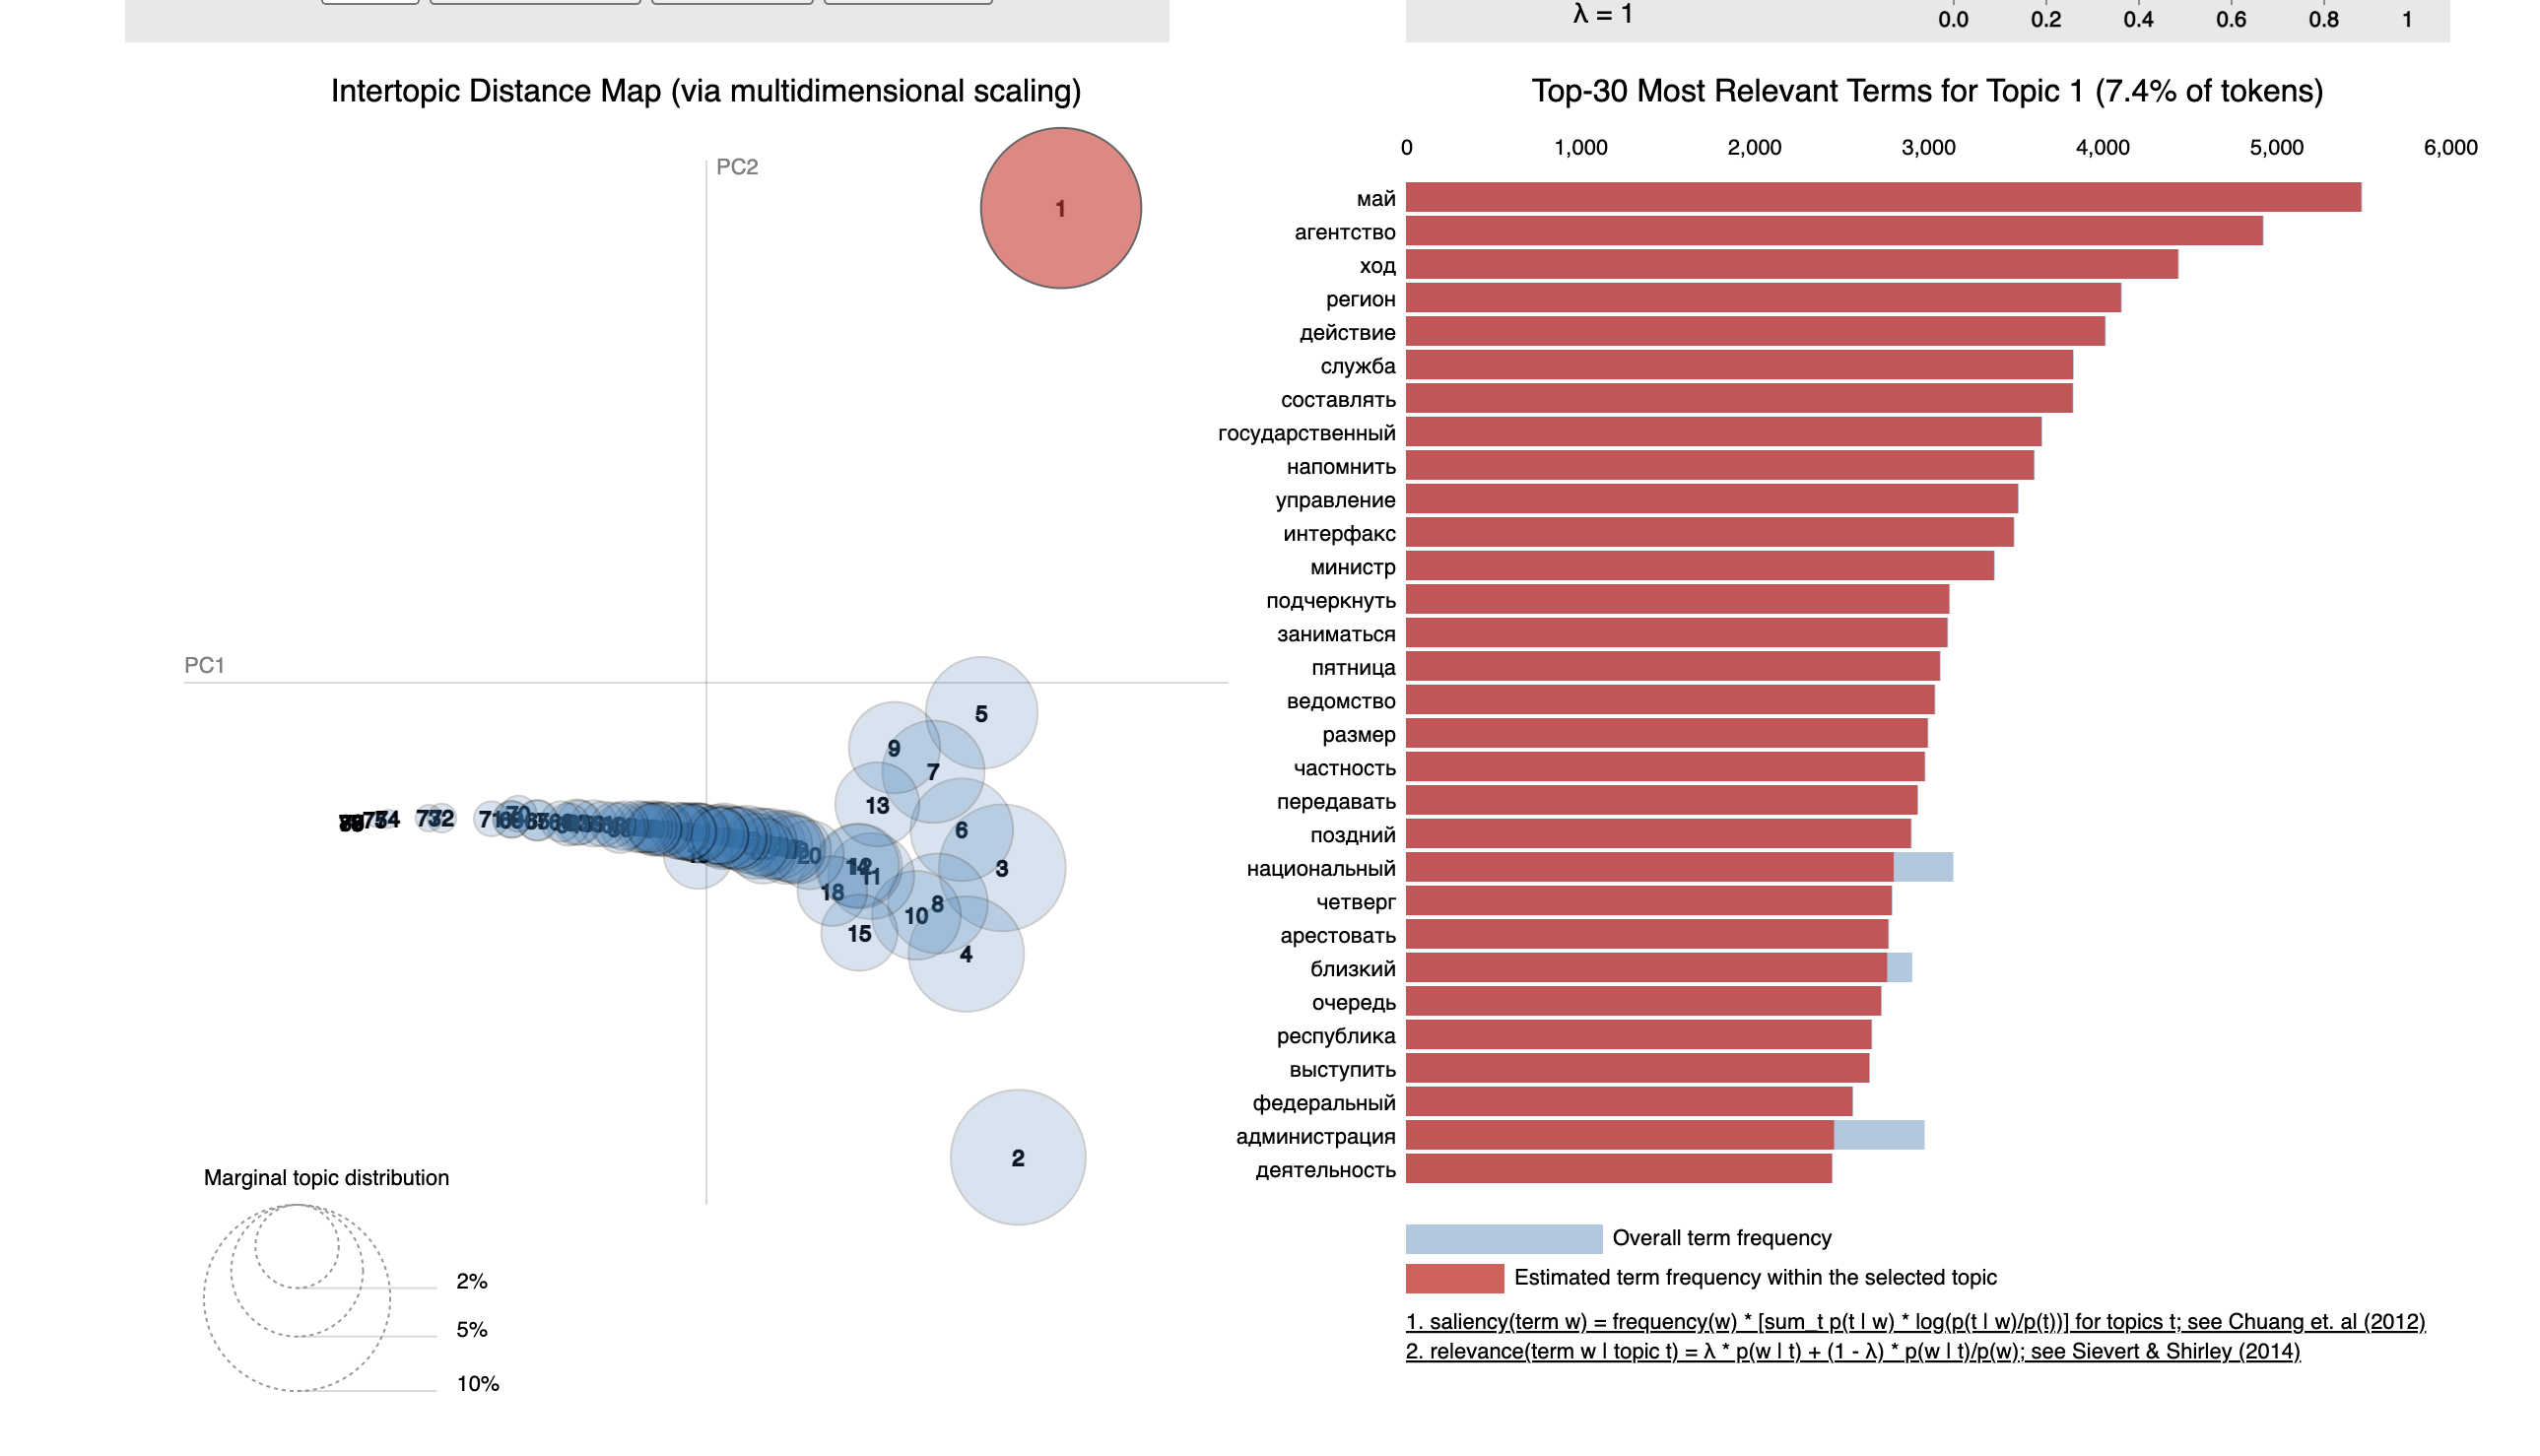 λ = 1
0.0 0.2 0.4 0.6 0.8 1
Intertopic Distance Map (via multidimensional scaling)
PC2
PC1
1
5
9
7
13
6
3
14
11
18
8
10
15
4
2
20
70
74
72
Marginal topic distribution
2%
5%
10%
Top-30 Most Relevant Terms for Topic 1 (7.4% of tokens)
0 1,000 2,000 3,000 4,000 5,000 6,000
май
агентство
ход
регион
действие
служба
составлять
государственный
напомнить
управление
интерфакс
министр
подчеркнуть
заниматься
пятница
ведомство
размер
частность
передавать
поздний
национальный
четверг
арестовать
близкий
очередь
республика
выступить
федеральный
администрация
деятельность
Overall term frequency
Estimated term frequency within the selected topic
1. saliency(term w) = frequency(w) * [sum_t p(t | w) * log(p(t | w)/p(t))] for topics t; see Chuang et. al (2012)
2. relevance(term w | topic t) = λ * p(w | t) + (1 - λ) * p(w | t)/p(w); see Sievert & Shirley (2014)